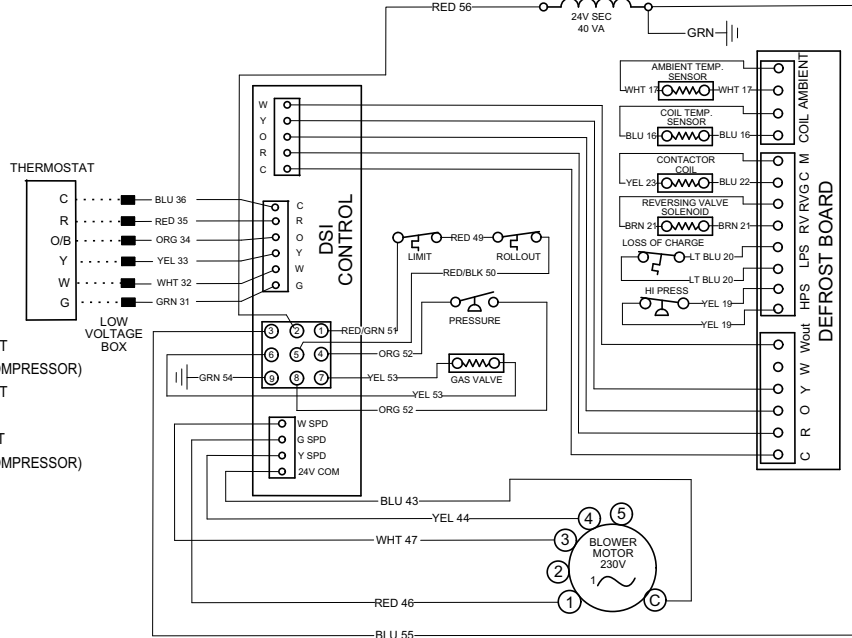 RED 56
24V SEC
40 VA
GRN
AMBIENT TEMP.
SENSOR
WHT 17
WHT 17
COIL TEMP.
SENSOR
BLU 16
BLU 16
CONTACTOR
COIL
YEL 23
BLU 22
REVERSING VALVE
SOLENOID
BRN 21
BRN 21
LOSS OF CHARGE
LT BLU 20
LT BLU 20
HI PRESS
YEL 19
YEL 19
COIL AMBIENT
HPS LPS RV RVG C M
C R O Y W Wout
DEFROST BOARD
W
Y
O
R
C
DSI
CONTROL
C
R
O
Y
W
G
THERMOSTAT
C
R
O/B
Y
W
G
BLU 36
RED 35
ORG 34
YEL 33
WHT 32
GRN 31
LOW
VOLTAGE
BOX
RED 49
LIMIT
ROLLOUT
RED/BLK 50
PRESSURE
3 2 1
RED/GRN 51
6 5 4
ORG 52
GRN 54
9 8 7
YEL 53
GAS VALVE
YEL 53
ORG 52
T
OMPRESSOR)
T
T
OMPRESSOR)
W SPD
G SPD
Y SPD
24V COM
BLU 43
YEL 44
WHT 47
RED 46
BLU 55
5
4
3
2
1
C
BLOWER
MOTOR
230V
1